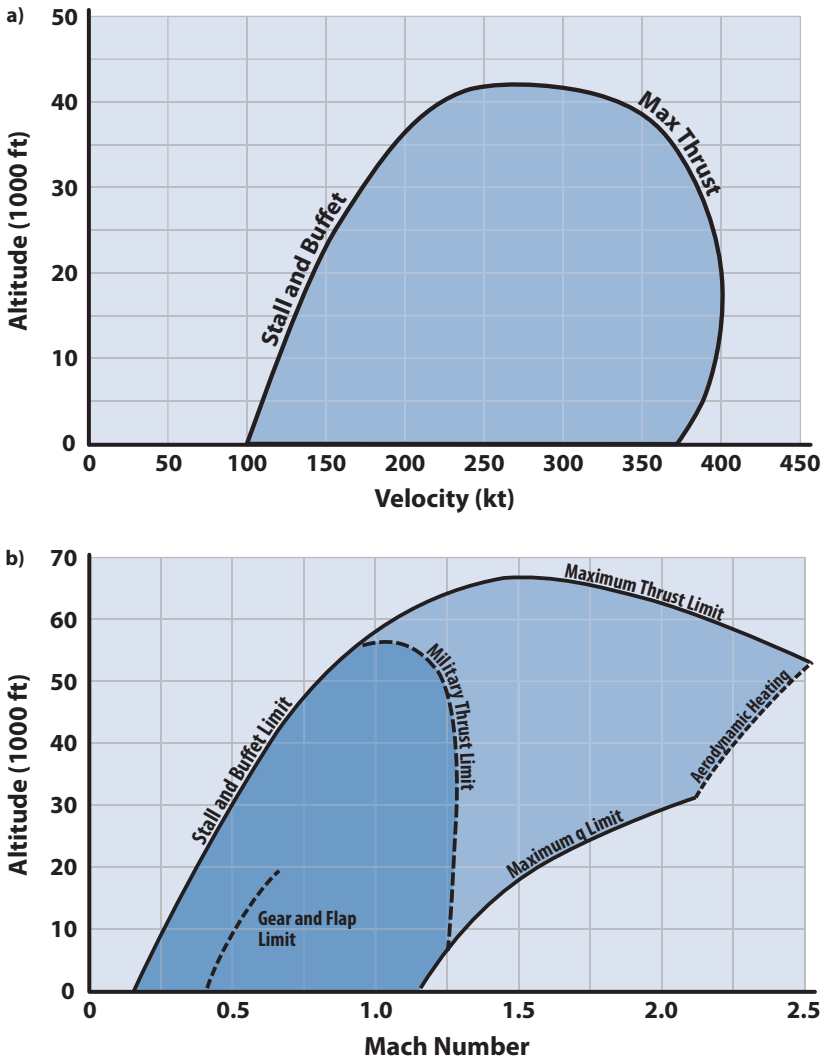 a)
50
40
30
20
10
0
Altitude (1000 ft)
Stall and Buffet
Max Thrust
0 50 100 150 200 250 300 350 400 450
Velocity (kt)
b)
70
60
50
40
30
20
10
0
Altitude (1000 ft)
Maximum Thrust Limit
Military Thrust Limit
Stall and Buffet Limit
Aerodynamic Heating
Maximum q Limit
Gear and Flap
Limit
0 0.5 1.0 1.5 2.0 2.5
Mach Number